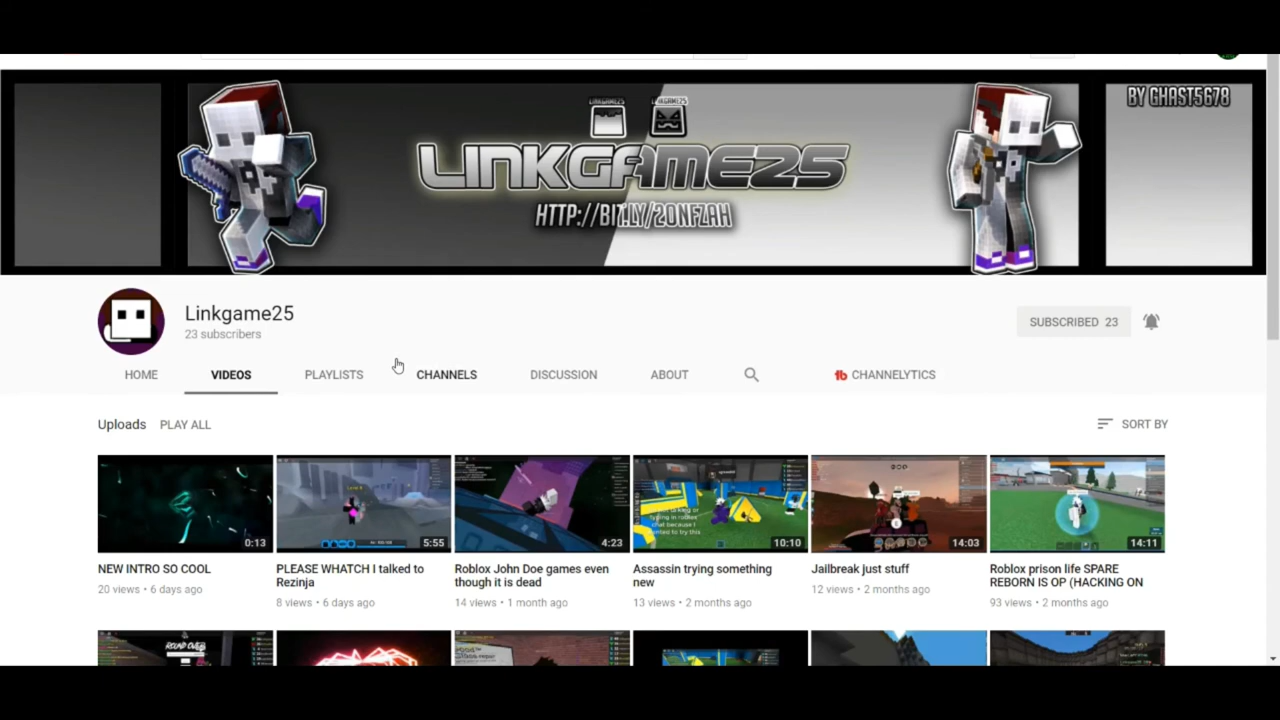 LINKGAME25
LINKGAME25
BY GHAST5678
LINKGAME25
HTTP://BIT.LY/2ONFZAH
Linkgame25
23 subscribers
SUBSCRIBED 23
HOME
VIDEOS
PLAYLISTS
CHANNELS
DISCUSSION
ABOUT
CHANNELYTICS
Uploads
PLAY ALL
SORT BY
0:13
5:55
4:23
10:10
14:03
14:11
NEW INTRO SO COOL
20 views • 6 days ago
PLEASE WHATCH I talked to
Rezinja
8 views • 6 days ago
Roblox John Doe games even
though it is dead
14 views • 1 month ago
Assassin trying something
new
13 views • 2 months ago
Jailbreak just stuff
12 views • 2 months ago
Roblox prison life SPARE
REBORN IS OP (HACKING ON
93 views • 2 months ago
ROUND OVER